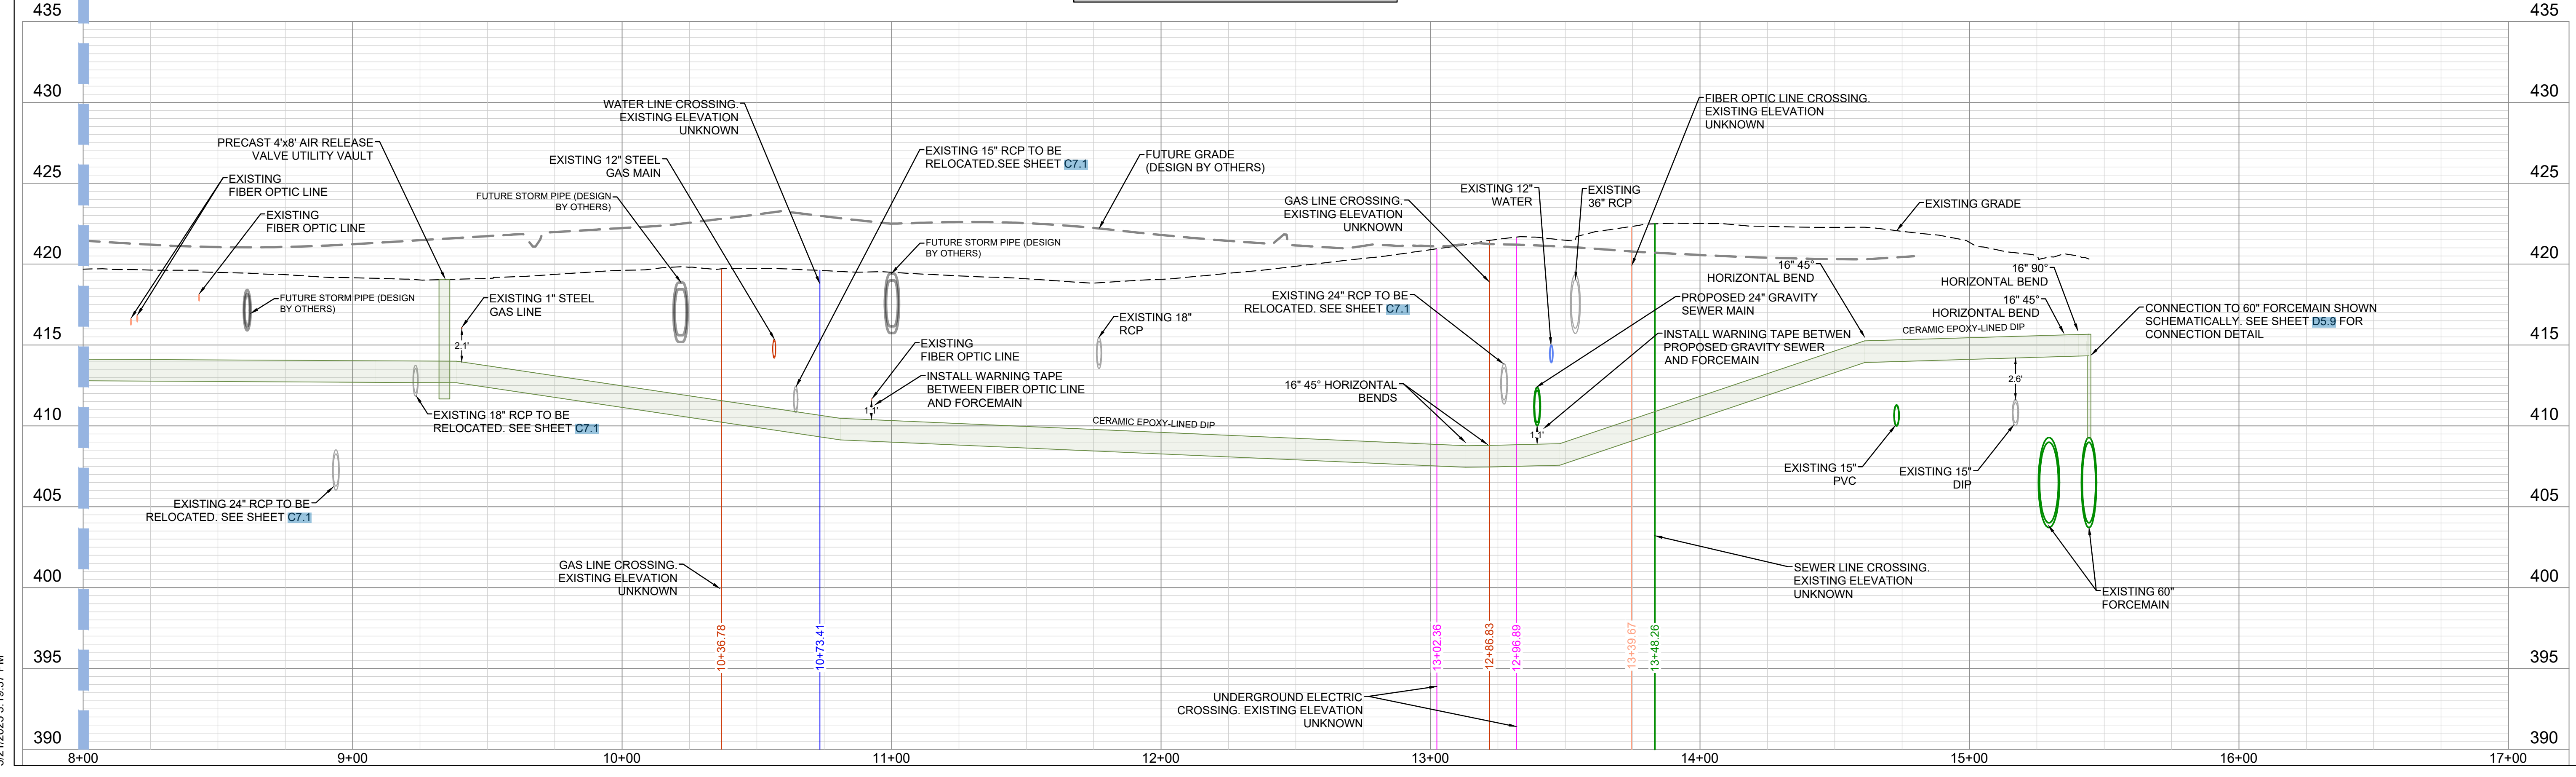 435
435
430
430
425
425
420
420
415
415
410
410
405
405
400
400
395
395
390
390
WATER LINE CROSSING.
EXISTING ELEVATION
UNKNOWN
FIBER OPTIC LINE CROSSING.
EXISTING ELEVATION
UNKNOWN
PRECAST 4'x8' AIR RELEASE
VALVE UTILITY VAULT
EXISTING 12" STEEL
GAS MAIN
EXISTING 15" RCP TO BE
RELOCATED.SEE SHEET C7.1
FUTURE GRADE
(DESIGN BY OTHERS)
EXISTING
FIBER OPTIC LINE
FUTURE STORM PIPE (DESIGN
BY OTHERS)
GAS LINE CROSSING.
EXISTING ELEVATION
UNKNOWN
EXISTING 12"
WATER
EXISTING
36" RCP
EXISTING GRADE
EXISTING
FIBER OPTIC LINE
FUTURE STORM PIPE (DESIGN
BY OTHERS)
16" 45°
HORIZONTAL BEND
16" 90°
HORIZONTAL BEND
FUTURE STORM PIPE (DESIGN
BY OTHERS)
EXISTING 1" STEEL
GAS LINE
2.1'
EXISTING 18"
RCP
EXISTING 24" RCP TO BE
RELOCATED. SEE SHEET C7.1
PROPOSED 24" GRAVITY
SEWER MAIN
16" 45°
HORIZONTAL BEND
CONNECTION TO 60" FORCEMAIN SHOWN
SCHEMATICALLY. SEE SHEET D5.9 FOR
CONNECTION DETAIL
INSTALL WARNING TAPE BETWEN
PROPOSED GRAVITY SEWER
AND FORCEMAIN
CERAMIC EPOXY-LINED DIP
EXISTING
FIBER OPTIC LINE
INSTALL WARNING TAPE
BETWEEN FIBER OPTIC LINE
AND FORCEMAIN
1.1'
16" 45° HORIZONTAL
BENDS
2.6'
EXISTING 18" RCP TO BE
RELOCATED. SEE SHEET C7.1
CERAMIC EPOXY-LINED DIP
1.1'
EXISTING 15"
PVC
EXISTING 15"
DIP
EXISTING 24" RCP TO BE
RELOCATED. SEE SHEET C7.1
GAS LINE CROSSING.
EXISTING ELEVATION
UNKNOWN
SEWER LINE CROSSING.
EXISTING ELEVATION
UNKNOWN
EXISTING 60"
FORCEMAIN
10+36.78
10+73.41
13+02.36
12+86.83
12+96.89
13+39.67
13+48.26
UNDERGROUND ELECTRIC
CROSSING. EXISTING ELEVATION
UNKNOWN
8+00
9+00
10+00
11+00
12+00
13+00
14+00
15+00
16+00
17+00